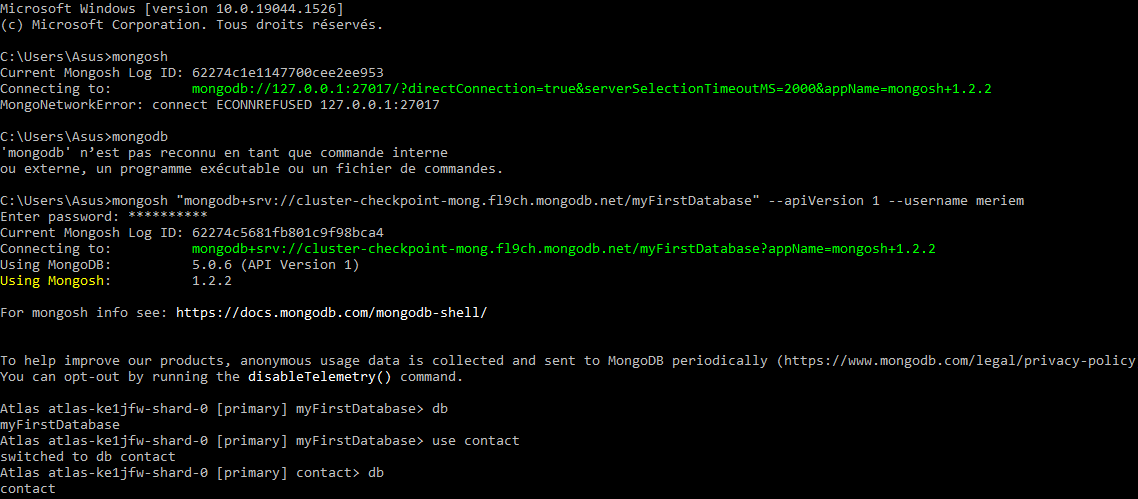 Microsoft Windows [version 10.0.19044.1526]
(c) Microsoft Corporation. Tous droits réservés.
C:\Users\Asus>mongosh
Current Mongosh Log ID: 62274c1e1147700cee2ee953
Connecting to: mongodb://127.0.0.1:27017/?directConnection=true&serverSelectionTimeoutMS=2000&appName=mongosh+1.2.2
MongoNetworkError: connect ECONNREFUSED 127.0.0.1:27017
C:\Users\Asus>mongodb
'mongodb' n’est pas reconnu en tant que commande interne
ou externe, un programme exécutable ou un fichier de commandes.
C:\Users\Asus>mongosh "mongodb+srv://cluster-checkpoint-mong.fl9ch.mongodb.net/myFirstDatabase" --apiVersion 1 --username meriem
Enter password: **********
Current Mongosh Log ID: 62274c5681fb801c9f98bca4
Connecting to: mongodb+srv://cluster-checkpoint-mong.fl9ch.mongodb.net/myFirstDatabase?appName=mongosh+1.2.2
Using MongoDB: 5.0.6 (API Version 1)
Using Mongosh: 1.2.2
For mongosh info see: https://docs.mongodb.com/mongodb-shell/
To help improve our products, anonymous usage data is collected and sent to MongoDB periodically (https://www.mongodb.com/legal/privacy-policy
You can opt-out by running the disableTelemetry() command.
Atlas atlas-ke1jfw-shard-0 [primary] myFirstDatabase> db
myFirstDatabase
Atlas atlas-ke1jfw-shard-0 [primary] myFirstDatabase> use contact
switched to db contact
Atlas atlas-ke1jfw-shard-0 [primary] contact> db
contact